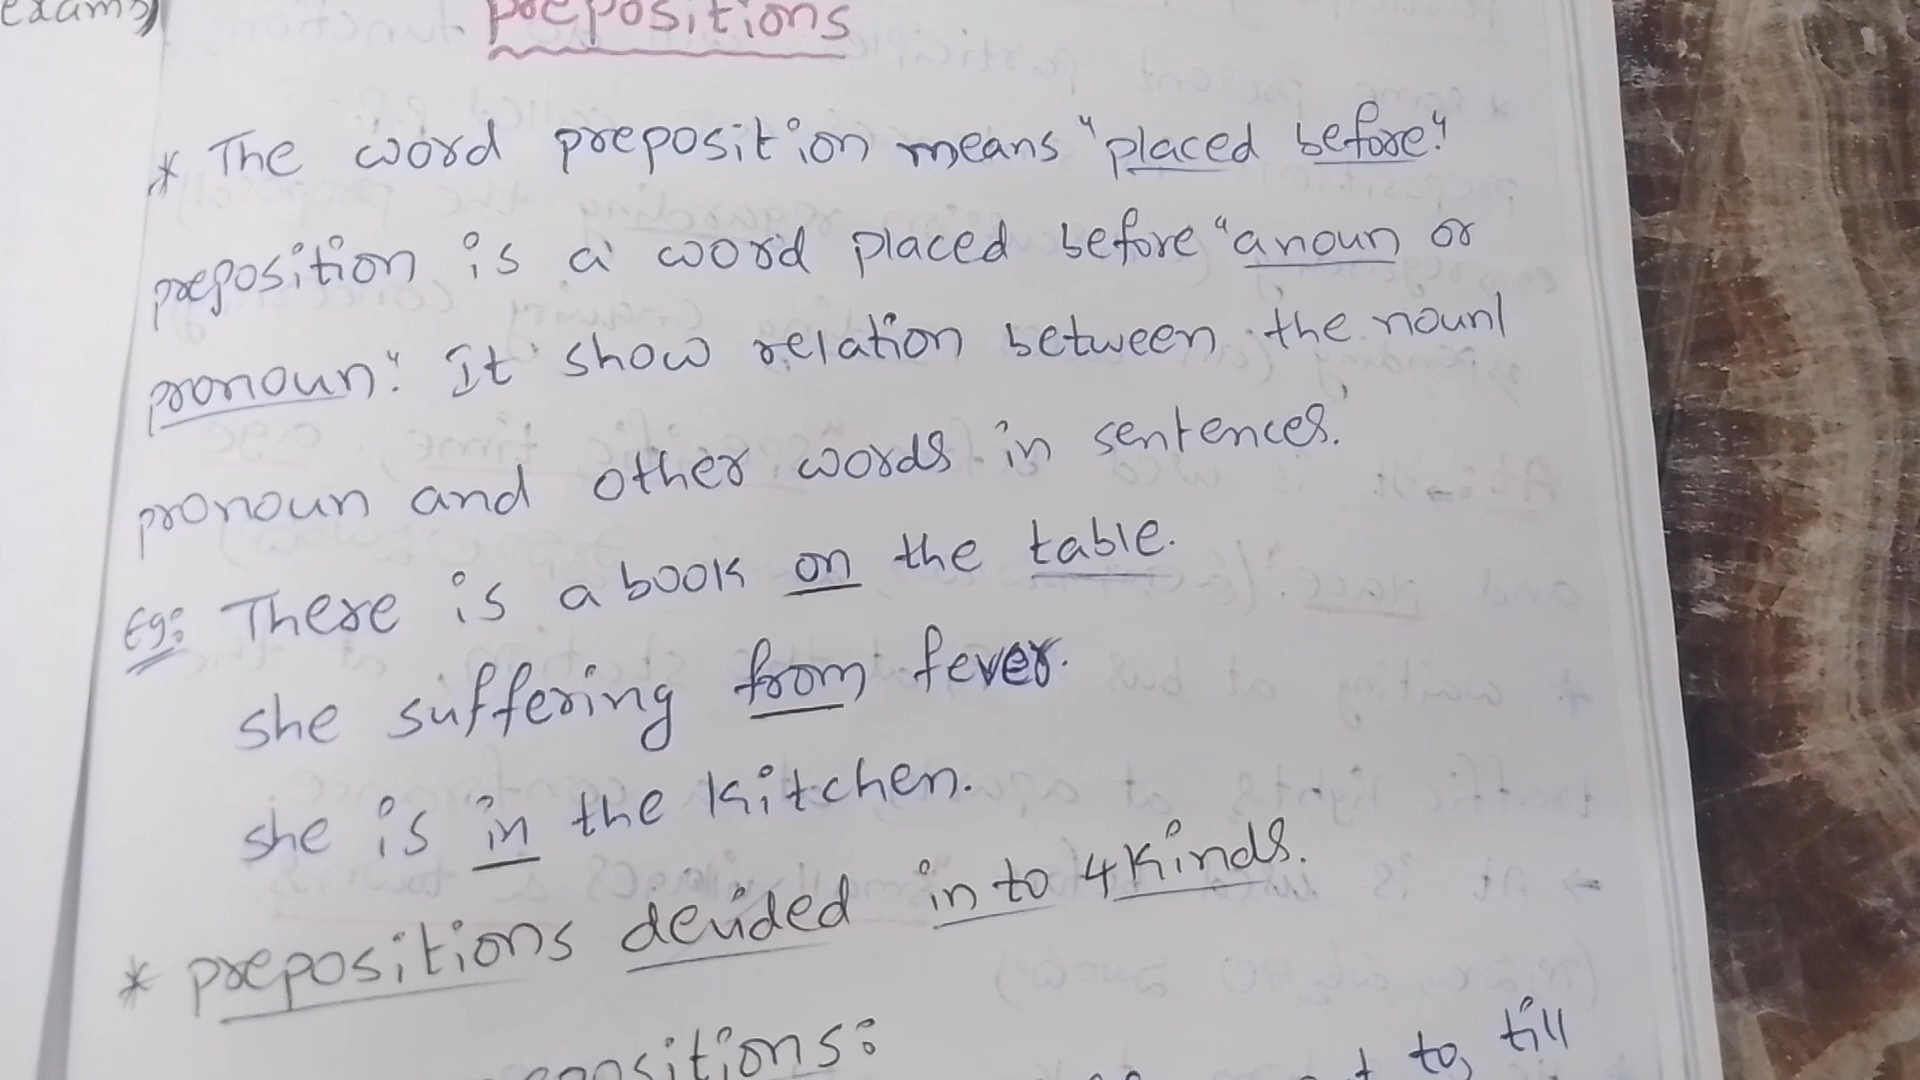 exams)
prepositions
* The word preposition means "placed before"
preposition is a word placed before "a noun or
pronoun". It show relation between the noun/
pronoun and other words in sentences.
Eg: There is a book on the table.
she suffering from fever.
she is in the kitchen.
* prepositions devided in to 4 kinds.
to, till